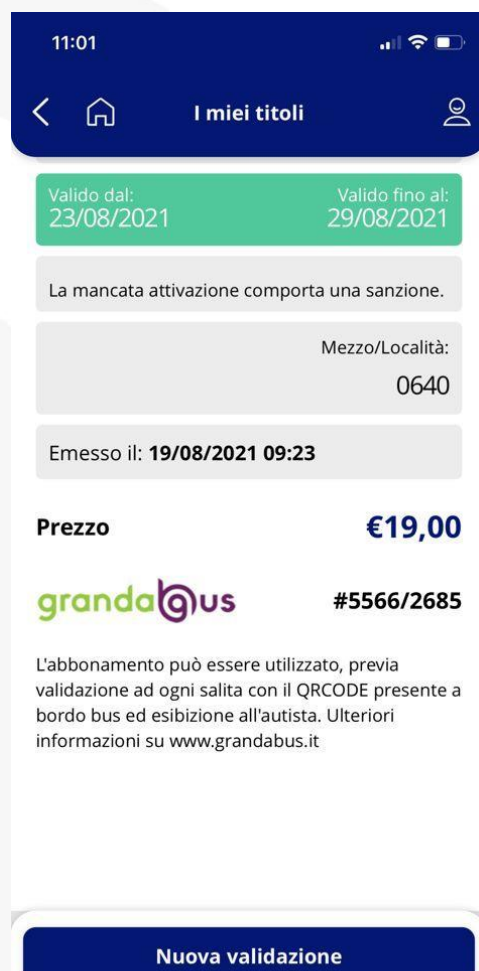 11:01
I miei titoli
Valido dal: Valido fino al:
23/08/2021 29/08/2021
La mancata attivazione comporta una sanzione.
Mezzo/Località:
0640
Emesso il: 19/08/2021 09:23
Prezzo €19,00
grandabus #5566/2685
L'abbonamento può essere utilizzato, previa
validazione ad ogni salita con il QRCODE presente a
bordo bus ed esibizione all'autista. Ulteriori
informazioni su www.grandabus.it
Nuova validazione